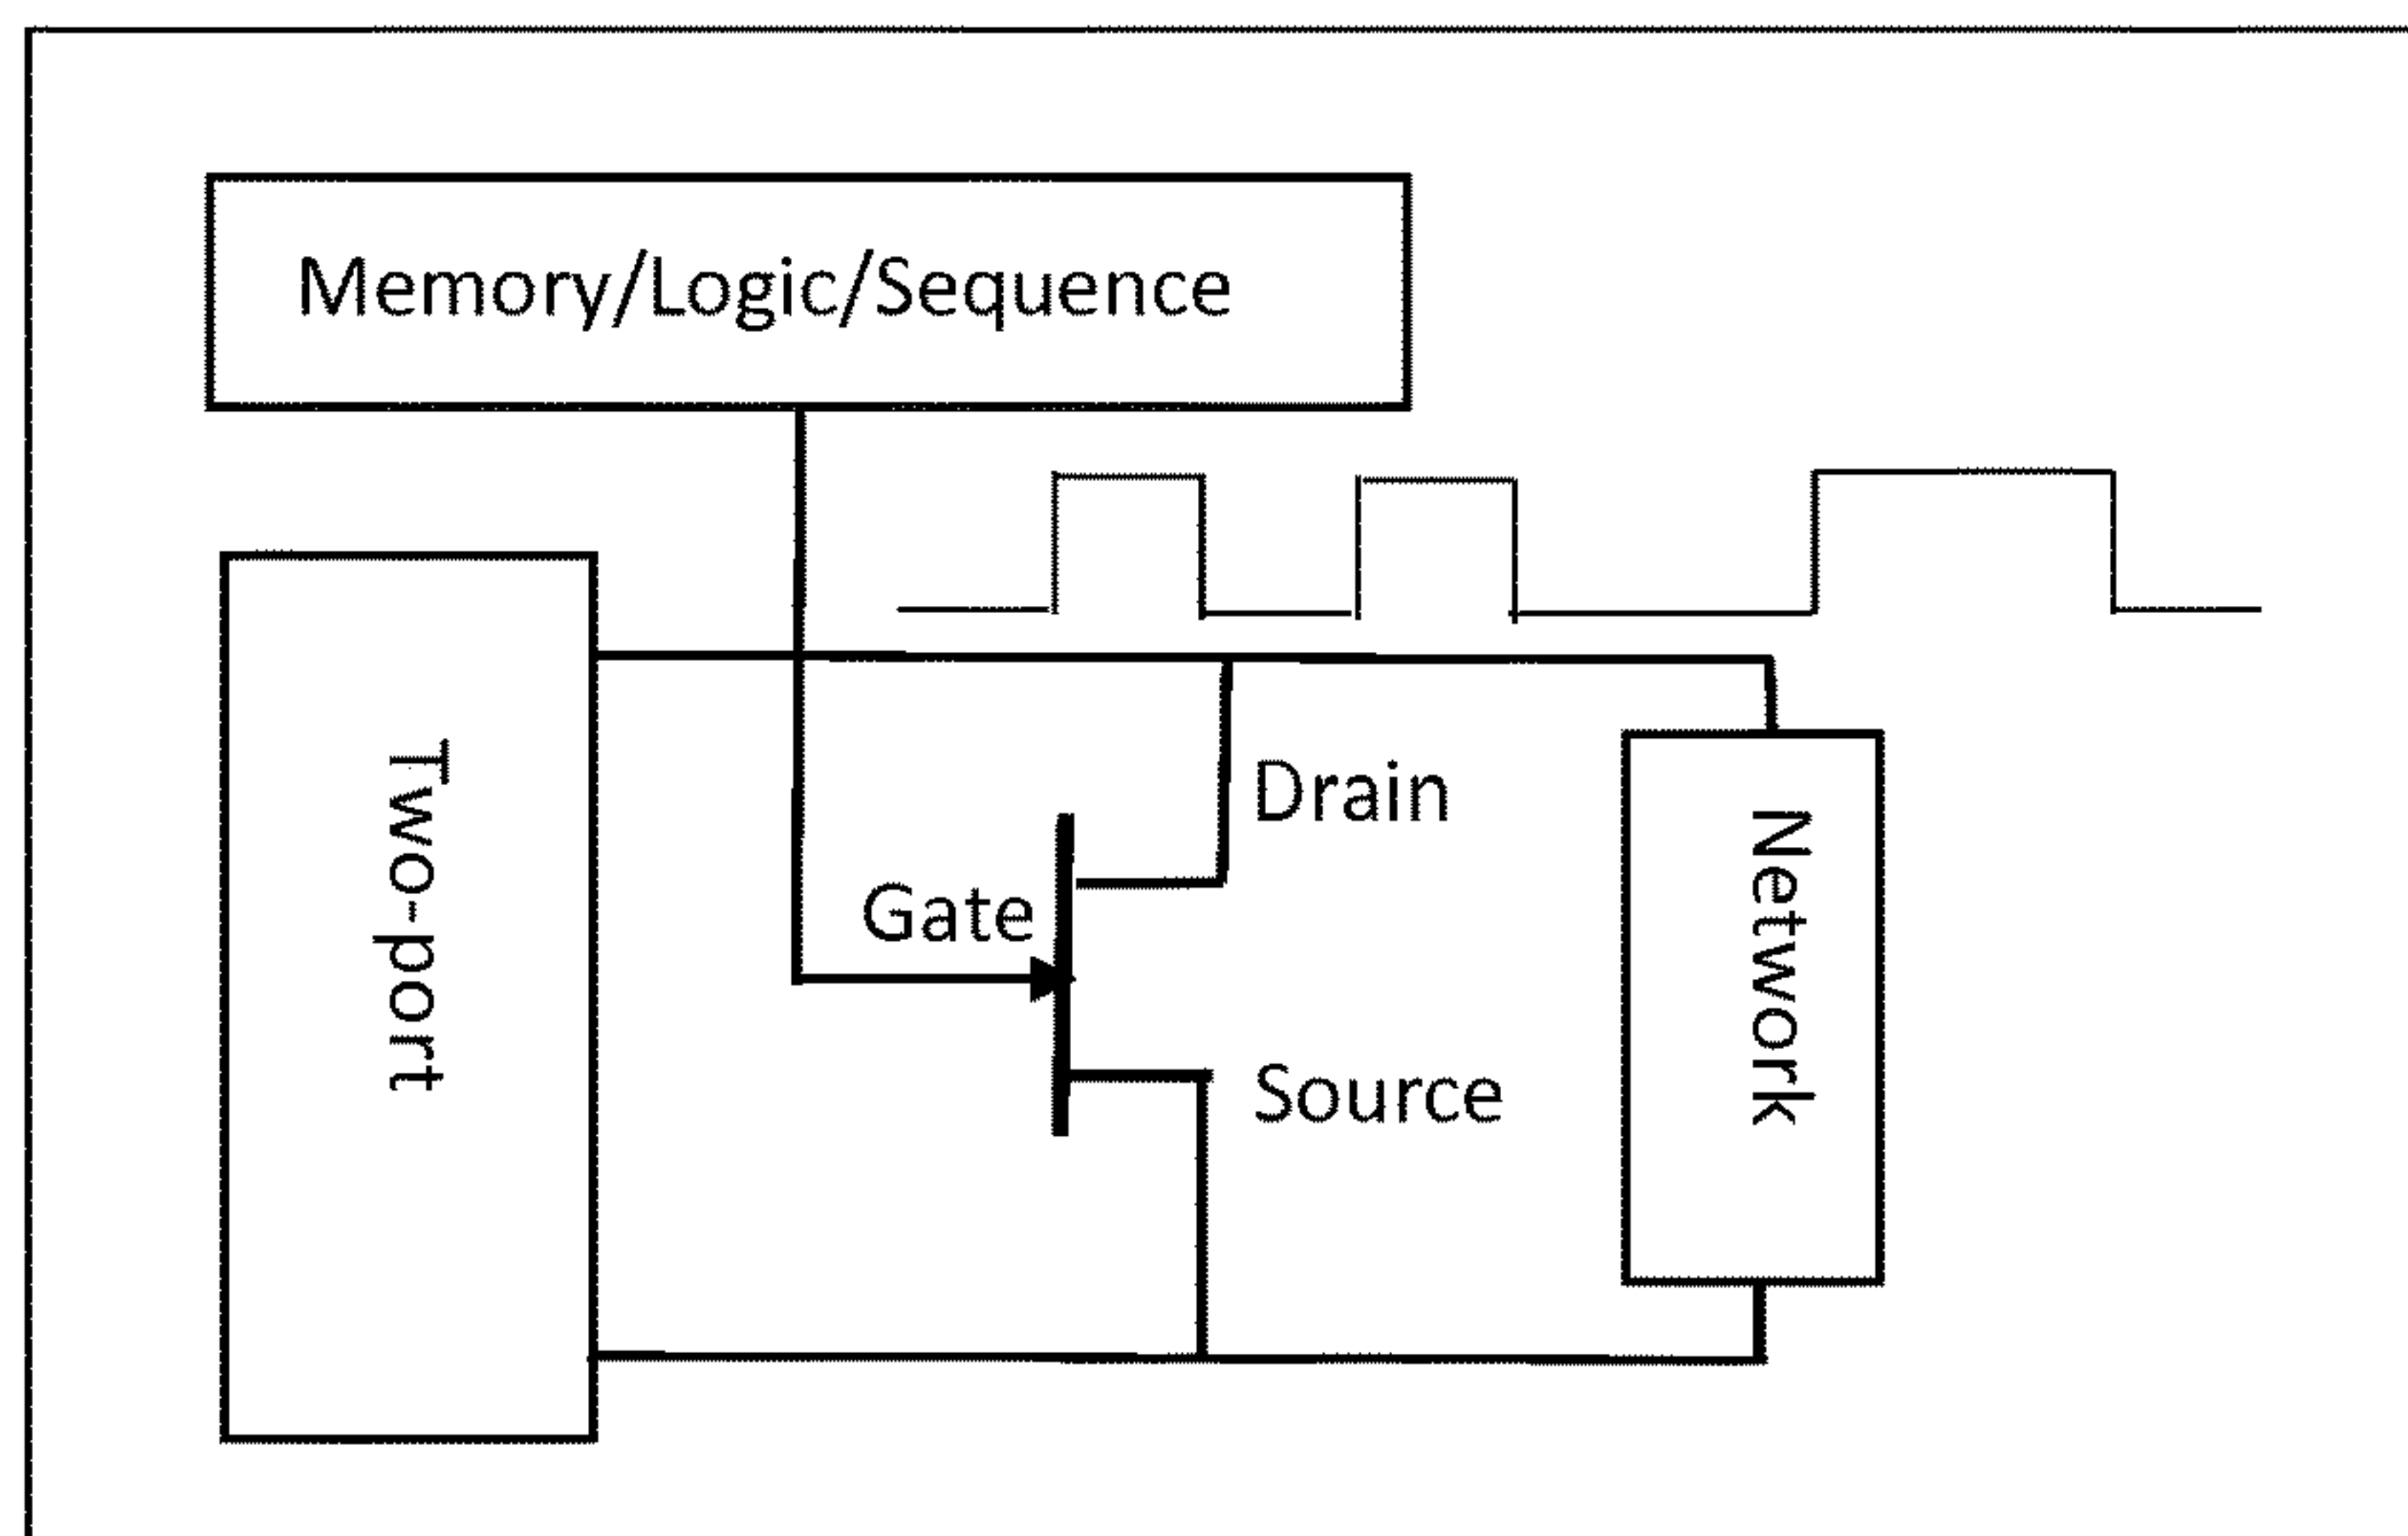 Memory/Logic/Sequence
Two-port
Drain
Gate
Source
Network